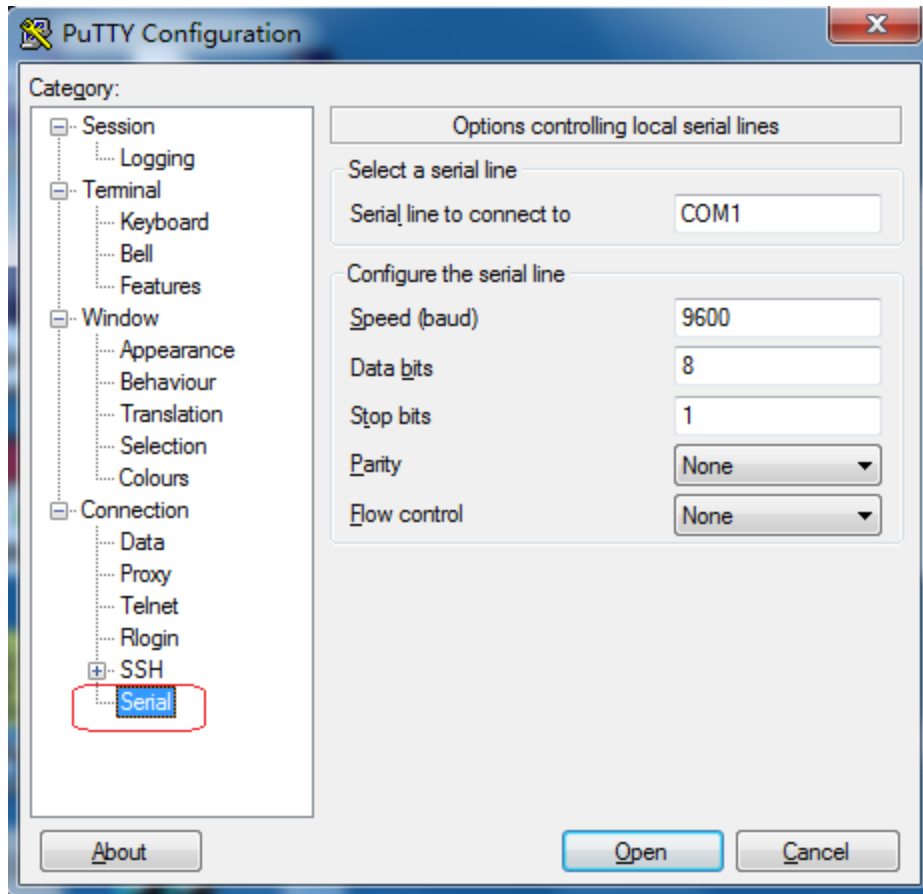 PuTTY Configuration
Category:
Session
Logging
Terminal
Keyboard
Bell
Features
Window
Appearance
Behaviour
Translation
Selection
Colours
Connection
Data
Proxy
Telnet
Rlogin
SSH
Serial
Options controlling local serial lines
Select a serial line
Serial line to connect to COM1
Configure the serial line
Speed (baud) 9600
Data bits 8
Stop bits 1
Parity None
Flow control None
About Open Cancel